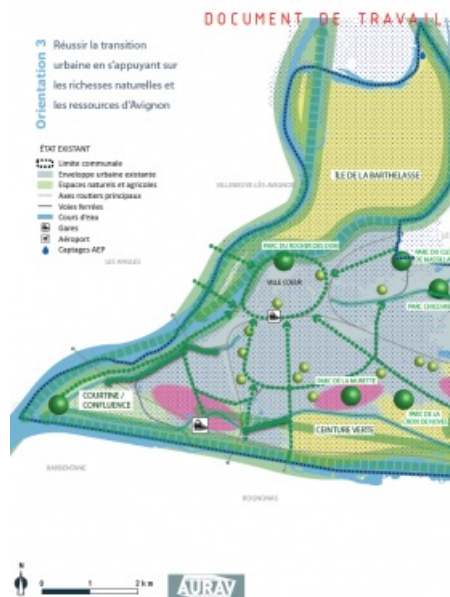 DOCUMENT DE TRAVAIL
Orientation 3
Réussir la transition
urbaine en s'appuyant sur
les richesses naturelles et
les ressources d'Avignon
ÉTAT EXISTANT
Limite communale
Enveloppe urbaine existante
Espaces naturels et agricoles
Axes routiers principaux
Voies ferrées
Cours d'eau
Gares
Aéroport
Captages AEP
VILLENEUVE-LÈS-AVIGNON
ÎLE DE LA BARTHELASSE
LES ANGLES
PARC DU ROCHER DES DOMS
PARC DU
VILLE COEUR
PARC
COURTINE /
CONFLUENCE
PARC DE LA MURETTE
PARC DE LA
CEINTURE VERTE
BARBENTANE
ROGNONAS
N
0 1 2 km
AURAV